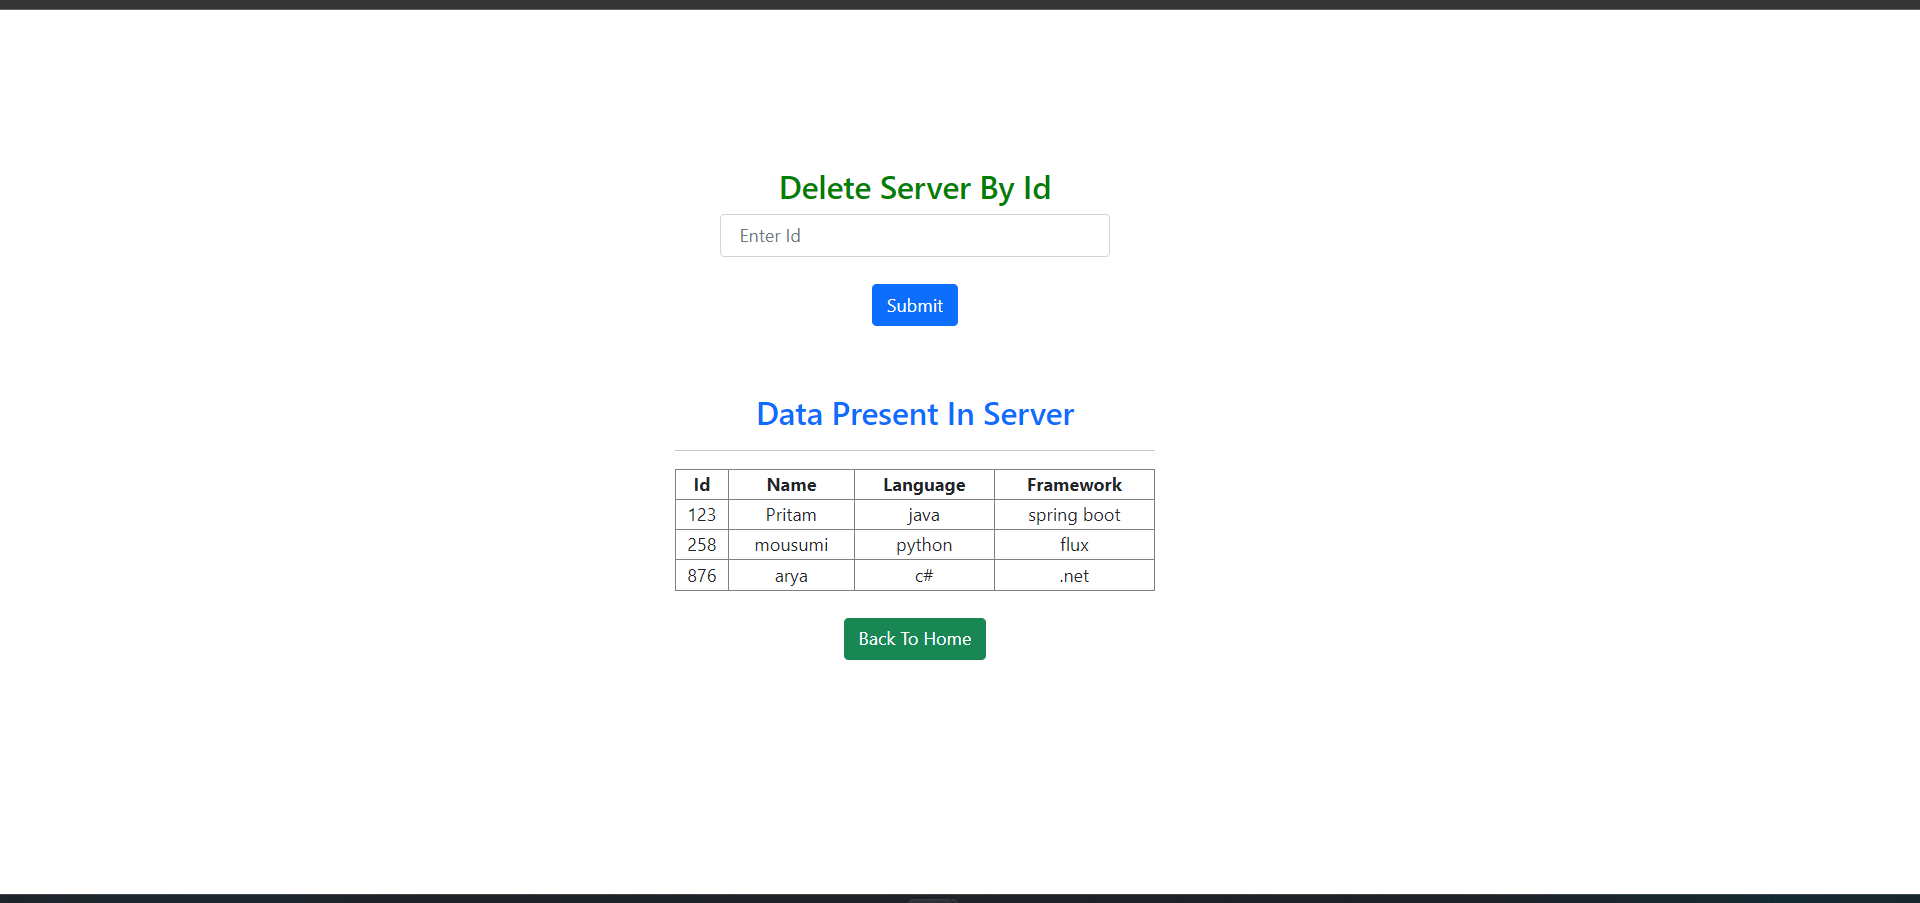 Delete Server By Id
Enter Id
Submit
Data Present In Server
Id Name Language Framework
123 Pritam java spring boot
258 mousumi python flux
876 arya c# .net
Back To Home